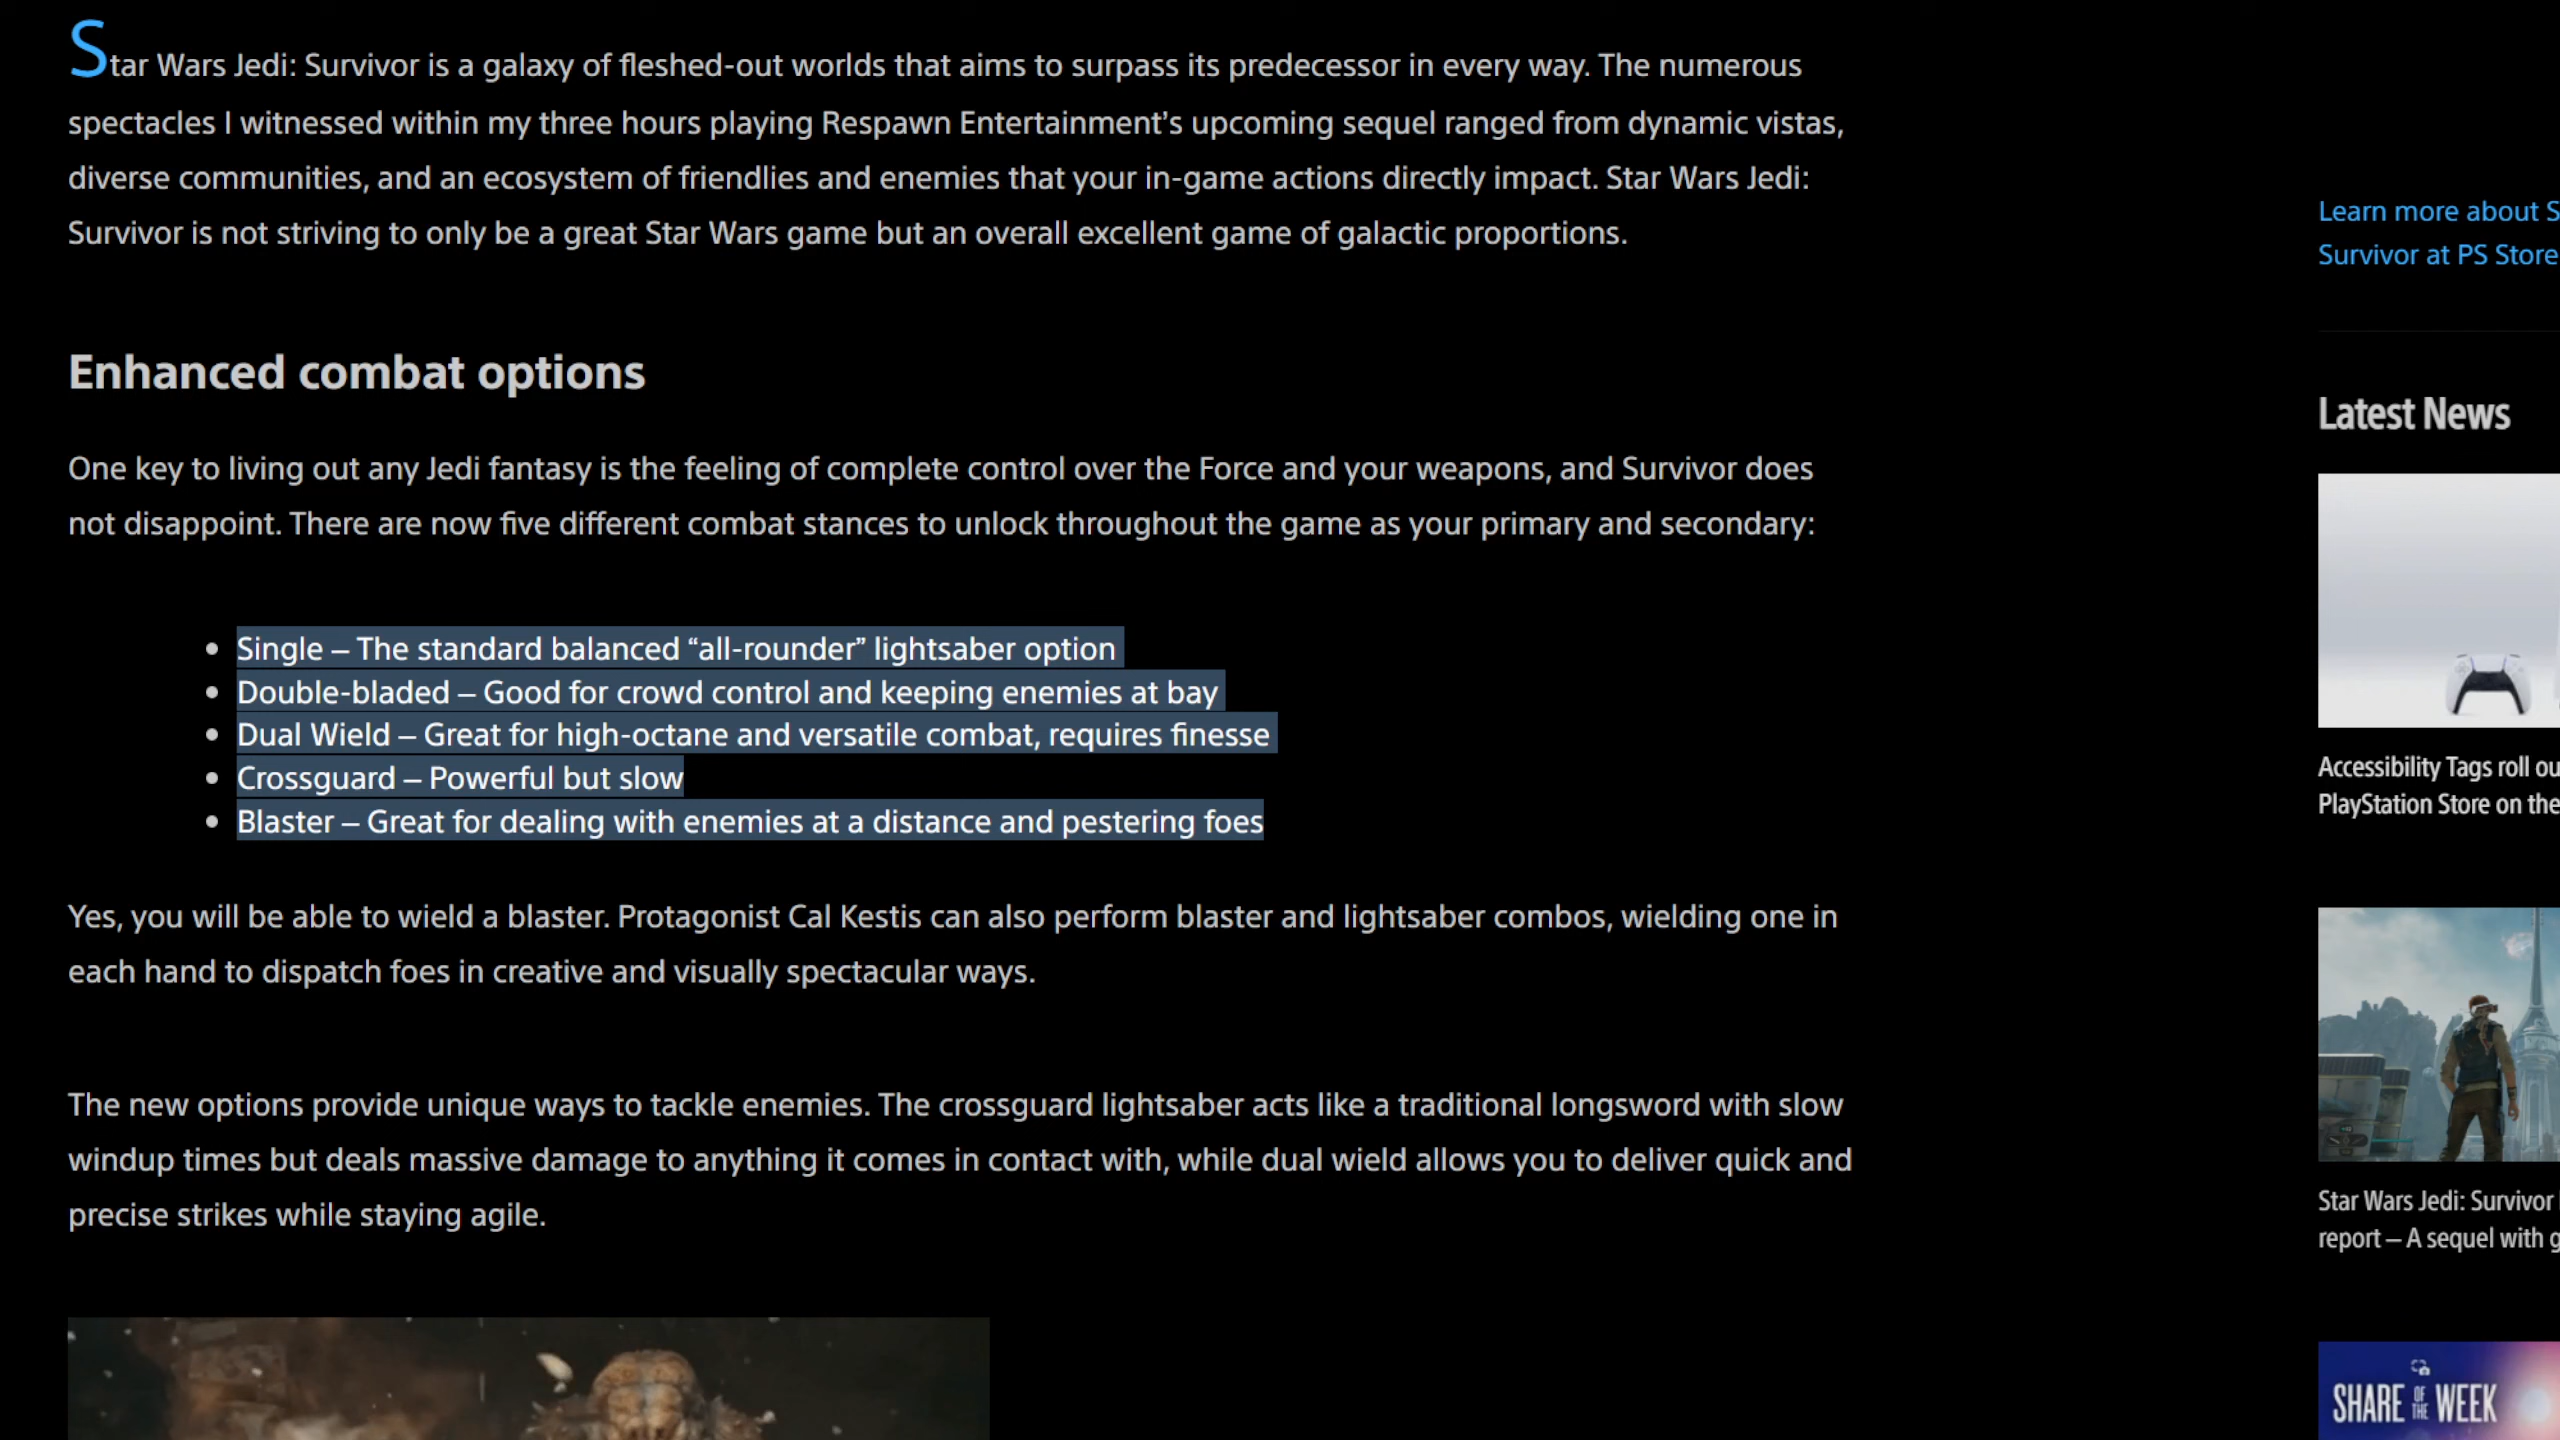 Star Wars Jedi: Survivor is a galaxy of fleshed-out worlds that aims to surpass its predecessor in every way. The numerous
spectacles I witnessed within my three hours playing Respawn Entertainment’s upcoming sequel ranged from dynamic vistas,
diverse communities, and an ecosystem of friendlies and enemies that your in-game actions directly impact. Star Wars Jedi:
Survivor is not striving to only be a great Star Wars game but an overall excellent game of galactic proportions.
Enhanced combat options
One key to living out any Jedi fantasy is the feeling of complete control over the Force and your weapons, and Survivor does
not disappoint. There are now five different combat stances to unlock throughout the game as your primary and secondary:
• Single – The standard balanced “all-rounder” lightsaber option
• Double-bladed – Good for crowd control and keeping enemies at bay
• Dual Wield – Great for high-octane and versatile combat, requires finesse
• Crossguard – Powerful but slow
• Blaster – Great for dealing with enemies at a distance and pestering foes
Yes, you will be able to wield a blaster. Protagonist Cal Kestis can also perform blaster and lightsaber combos, wielding one in
each hand to dispatch foes in creative and visually spectacular ways.
The new options provide unique ways to tackle enemies. The crossguard lightsaber acts like a traditional longsword with slow
windup times but deals massive damage to anything it comes in contact with, while dual wield allows you to deliver quick and
precise strikes while staying agile.
Learn more about S
Survivor at PS Store
Latest News
Accessibility Tags roll ou
PlayStation Store on the
Star Wars Jedi: Survivor
report – A sequel with g
SHARE OF THE WEEK